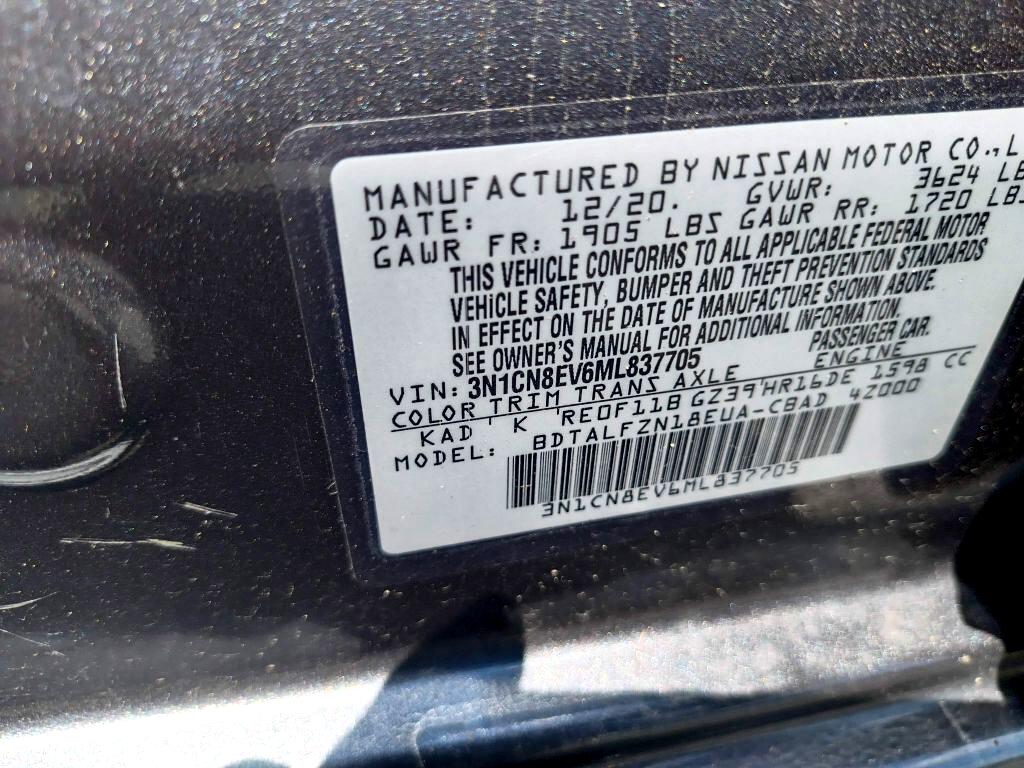 MANUFACTURED BY NISSAN MOTOR CO.,L
DATE: 12/20. GVWR: 3624 LB
GAWR FR: 1905 LBS GAWR RR: 1720 LBS
THIS VEHICLE CONFORMS TO ALL APPLICABLE FEDERAL MOTOR
VEHICLE SAFETY, BUMPER AND THEFT PREVENTION STANDARDS
IN EFFECT ON THE DATE OF MANUFACTURE SHOWN ABOVE.
SEE OWNER'S MANUAL FOR ADDITIONAL INFORMATION.
VIN: 3N1CN8EV6ML837705 PASSENGER CAR.
COLOR TRIM TRANS AXLE ENGINE
KAD K RE0F11B GZ39 HR16DE 1598 CC
MODEL: BDTALFZN18EUA-CBAD 4Z000
3N1CN8EV6ML837705